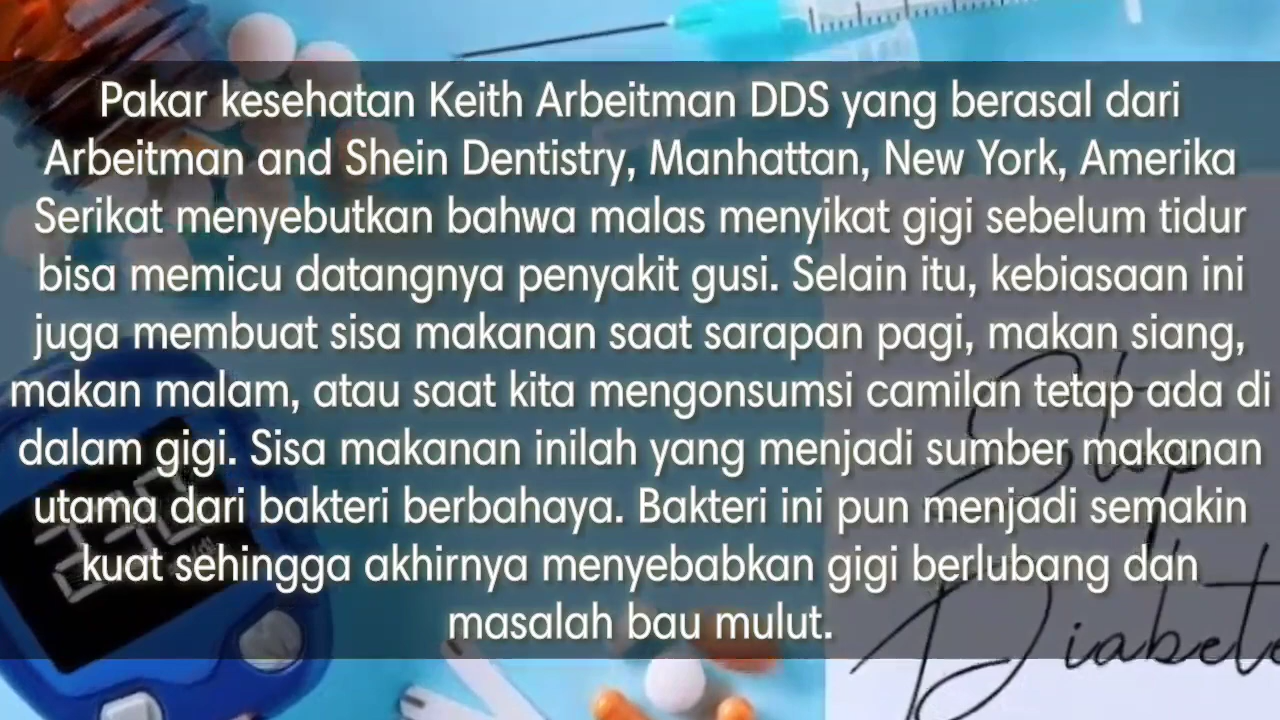 Pakar kesehatan Keith Arbeitman DDS yang berasal dari
Arbeitman and Shein Dentistry, Manhattan, New York, Amerika
Serikat menyebutkan bahwa malas menyikat gigi sebelum tidur
bisa memicu datangnya penyakit gusi. Selain itu, kebiasaan ini
juga membuat sisa makanan saat sarapan pagi, makan siang,
makan malam, atau saat kita mengonsumsi camilan tetap ada di
dalam gigi. Sisa makanan inilah yang menjadi sumber makanan
utama dari bakteri berbahaya. Bakteri ini pun menjadi semakin
kuat sehingga akhirnya menyebabkan gigi berlubang dan
masalah bau mulut.
Stop
Diabete